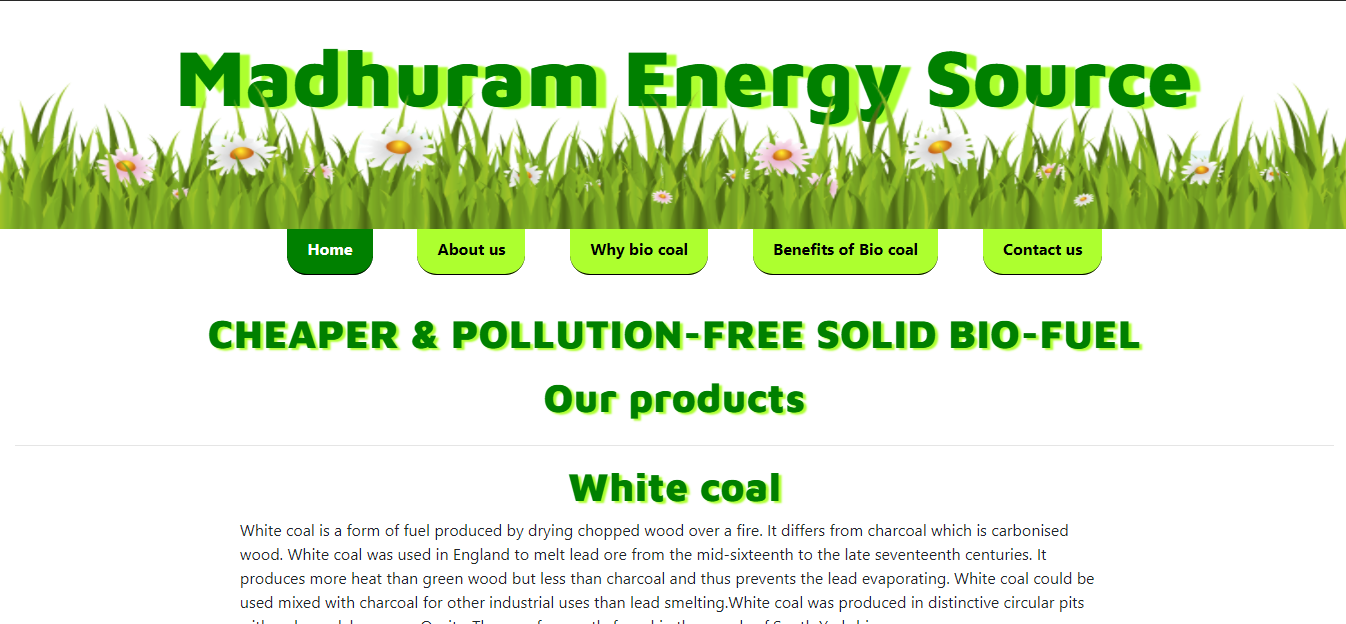 Madhuram Energy Source
Home About us Why bio coal Benefits of Bio coal Contact us
CHEAPER & POLLUTION-FREE SOLID BIO-FUEL
Our products
White coal
White coal is a form of fuel produced by drying chopped wood over a fire. It differs from charcoal which is carbonised
wood. White coal was used in England to melt lead ore from the mid-sixteenth to the late seventeenth centuries. It
produces more heat than green wood but less than charcoal and thus prevents the lead evaporating. White coal could be
used mixed with charcoal for other industrial uses than lead smelting.White coal was produced in distinctive circular pits